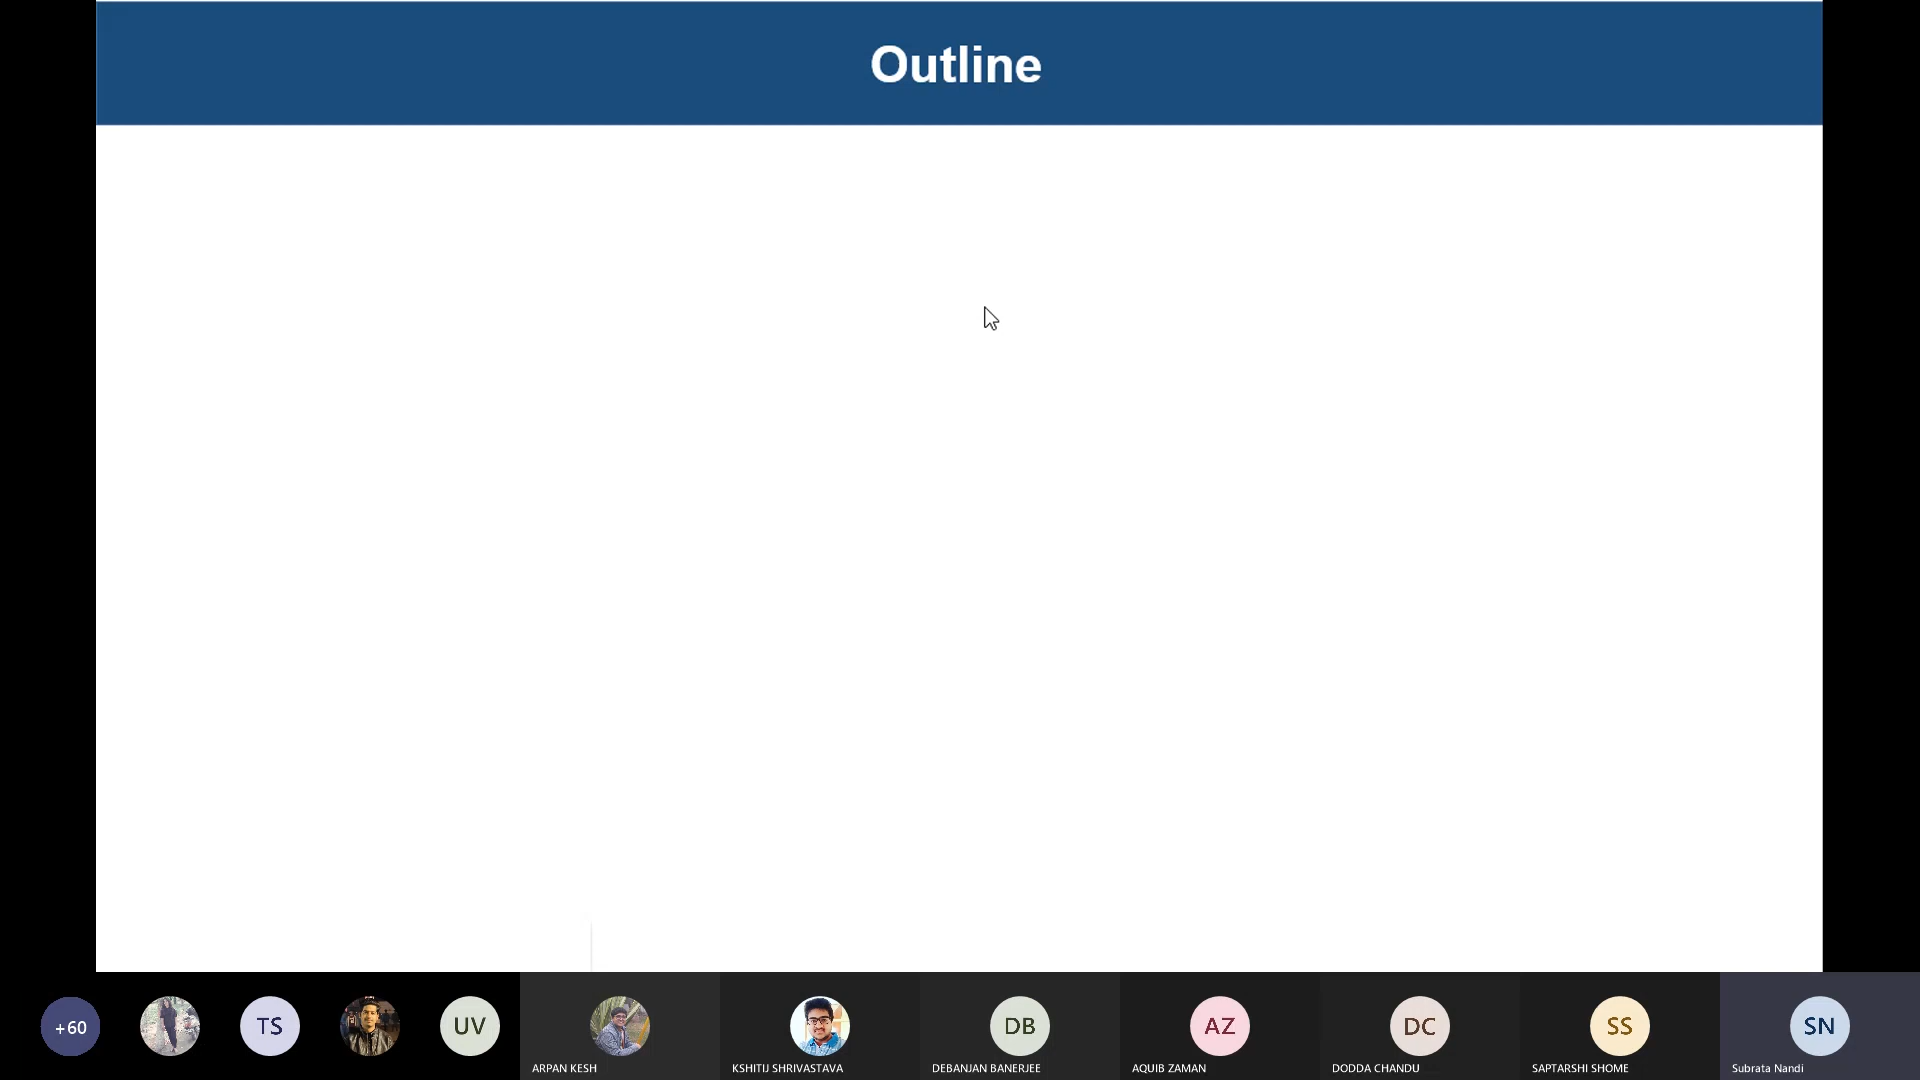 Outline
+60
TS
UV
ARPAN KESH
KSHITIJ SHRIVASTAVA
DB
DEBANJAN BANERJEE
AZ
AQUIB ZAMAN
DC
DODDA CHANDU
SS
SAPTARSHI SHOME
SN
Subrata Nandi